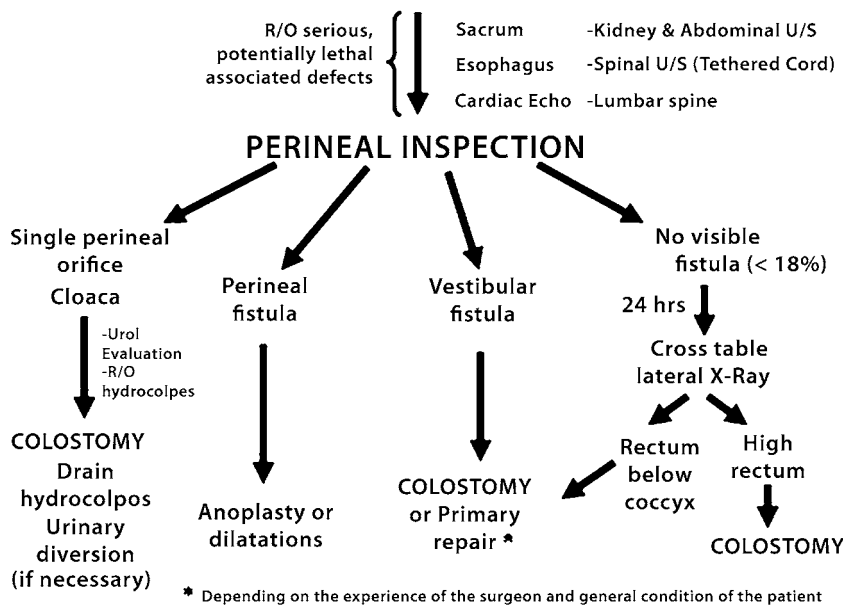 R/O serious,
potentially lethal
associated defects
Sacrum -Kidney & Abdominal U/S
Esophagus -Spinal U/S (Tethered Cord)
Cardiac Echo -Lumbar spine
PERINEAL INSPECTION
Single perineal
orifice
Cloaca
-Urol
Evaluation
-R/O
hydrocolpes
COLOSTOMY
Drain
hydrocolpos
Urinary
diversion
(if necessary)
Perineal
fistula
Anoplasty or
dilatations
Vestibular
fistula
COLOSTOMY
or Primary
repair *
No visible
fistula (< 18%)
24 hrs
Cross table
lateral X-Ray
Rectum
below
coccyx
High
rectum
COLOSTOMY
* Depending on the experience of the surgeon and general condition of the patient